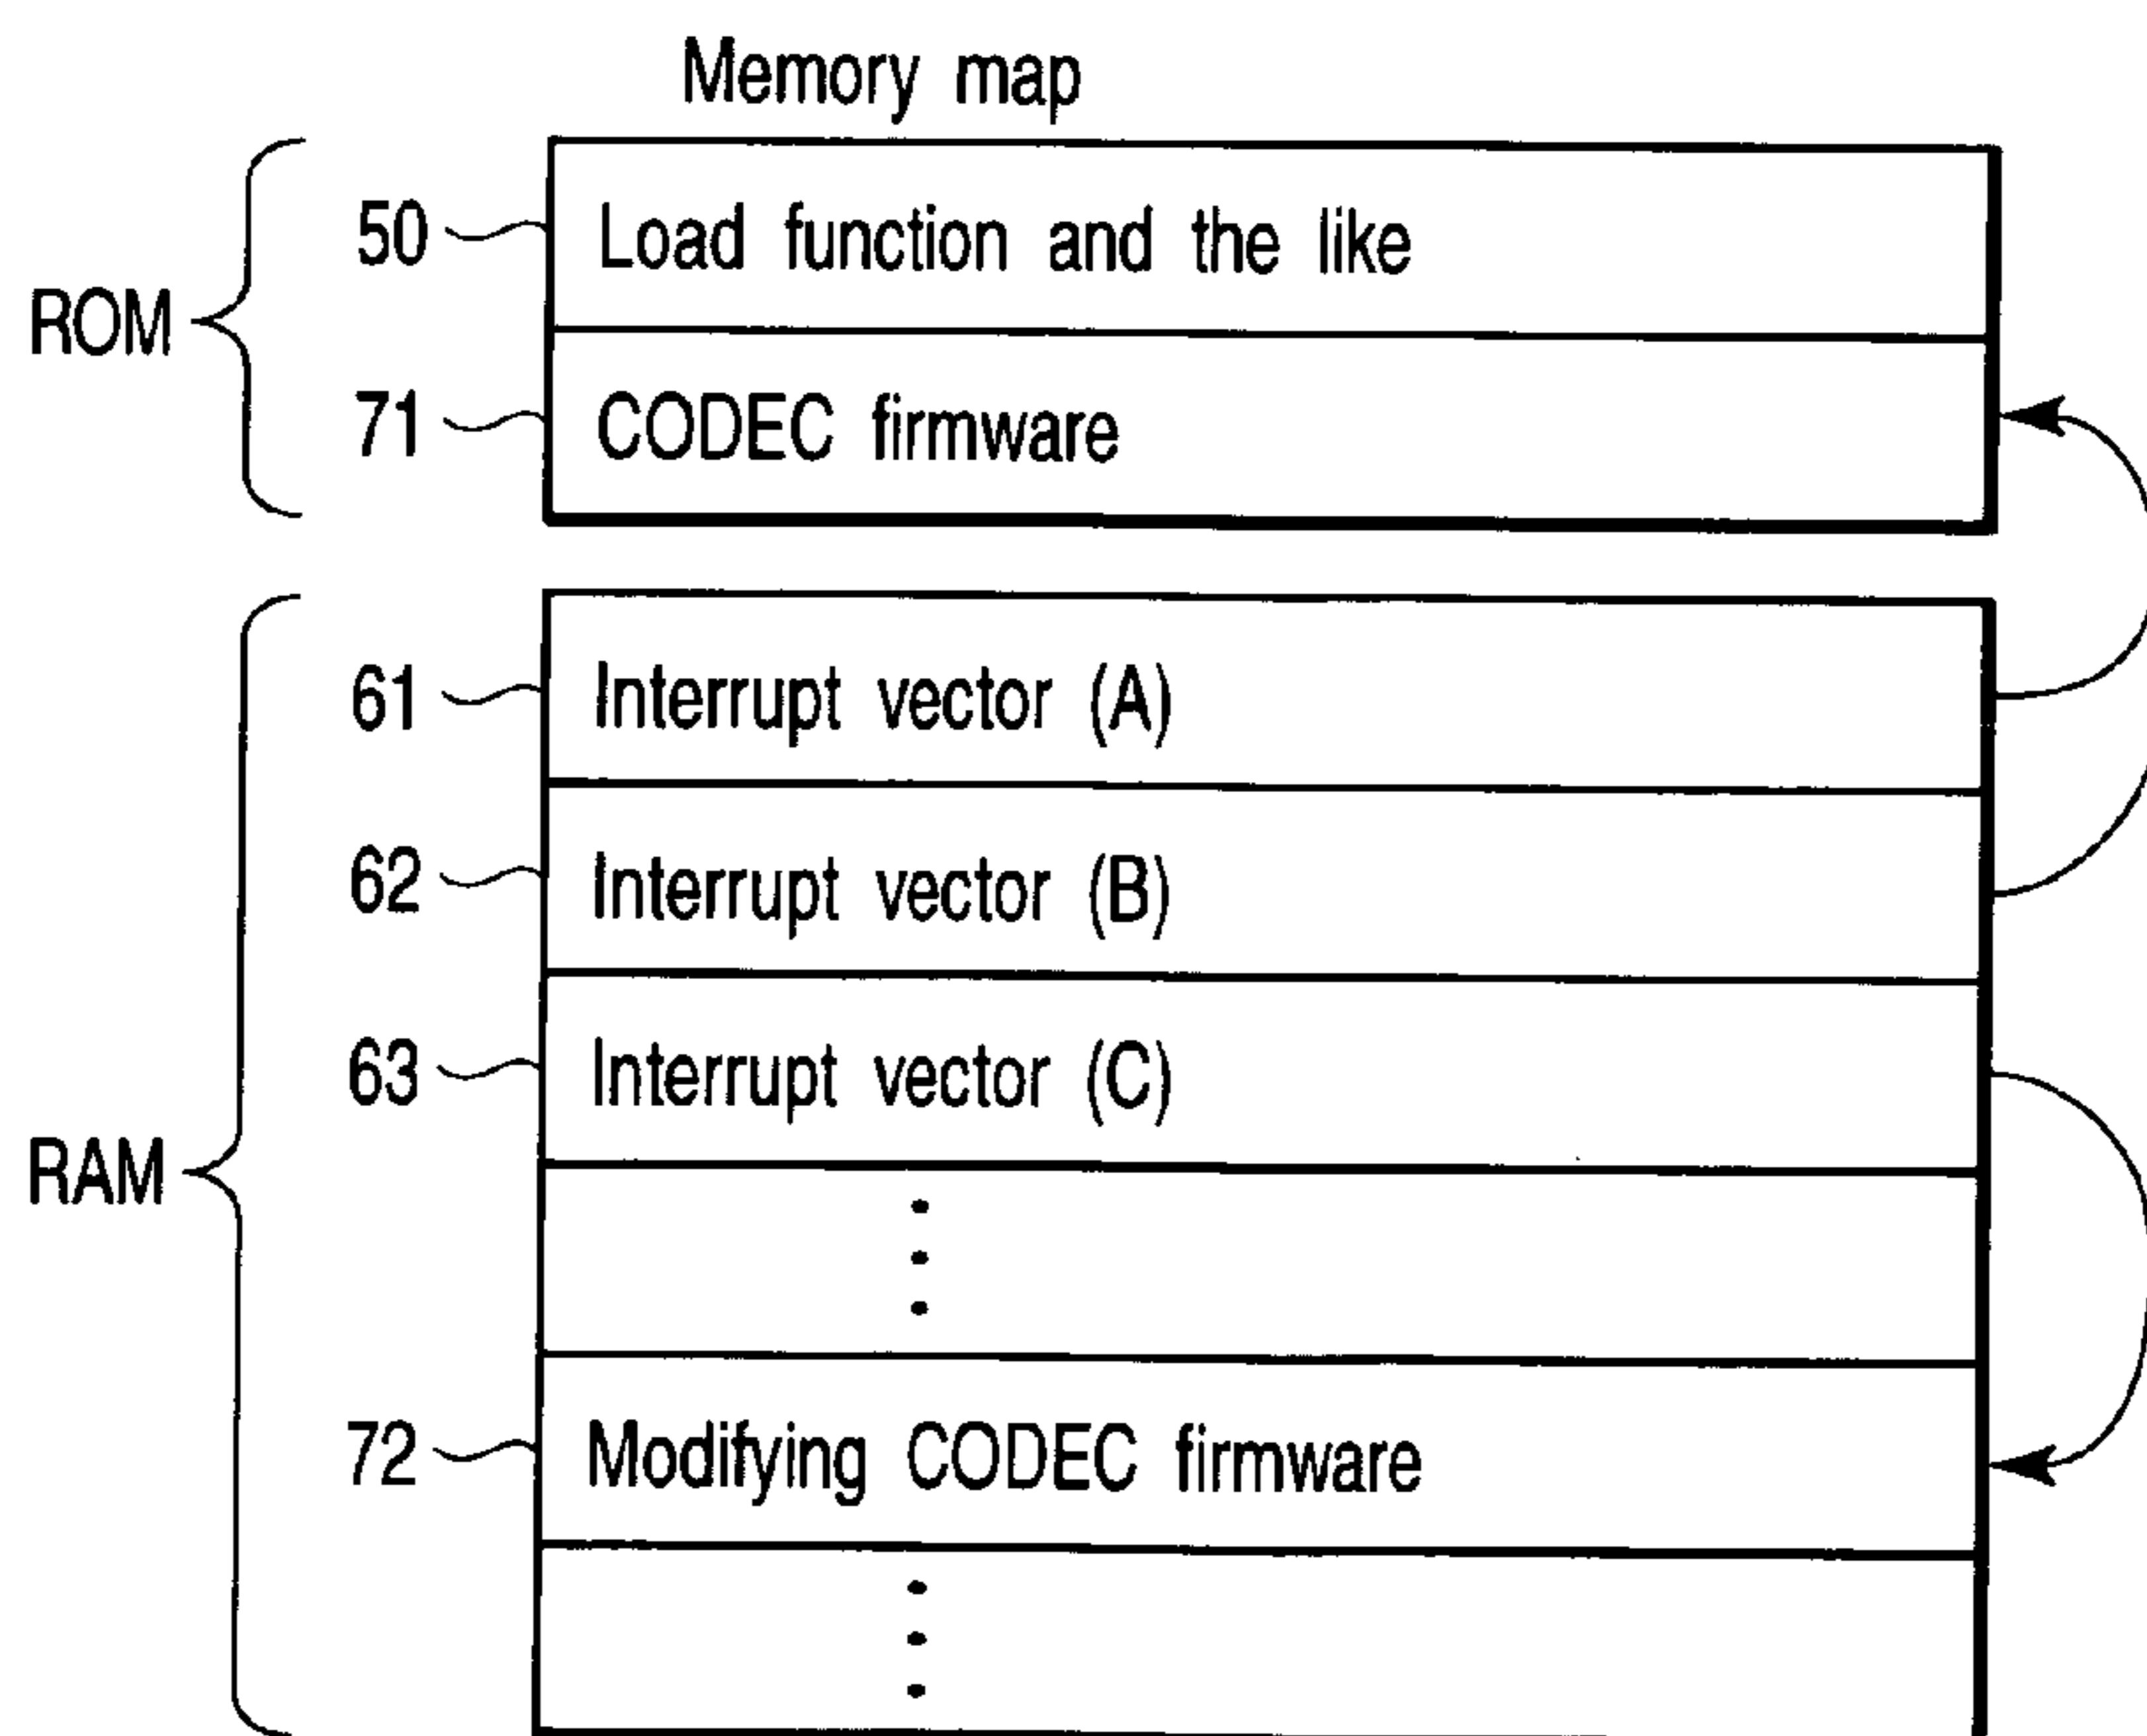 Memory map
ROM
50 Load function and the like
71 CODEC firmware
RAM
61 Interrupt vector (A)
62 Interrupt vector (B)
63 Interrupt vector (C)
72 Modifying CODEC firmware